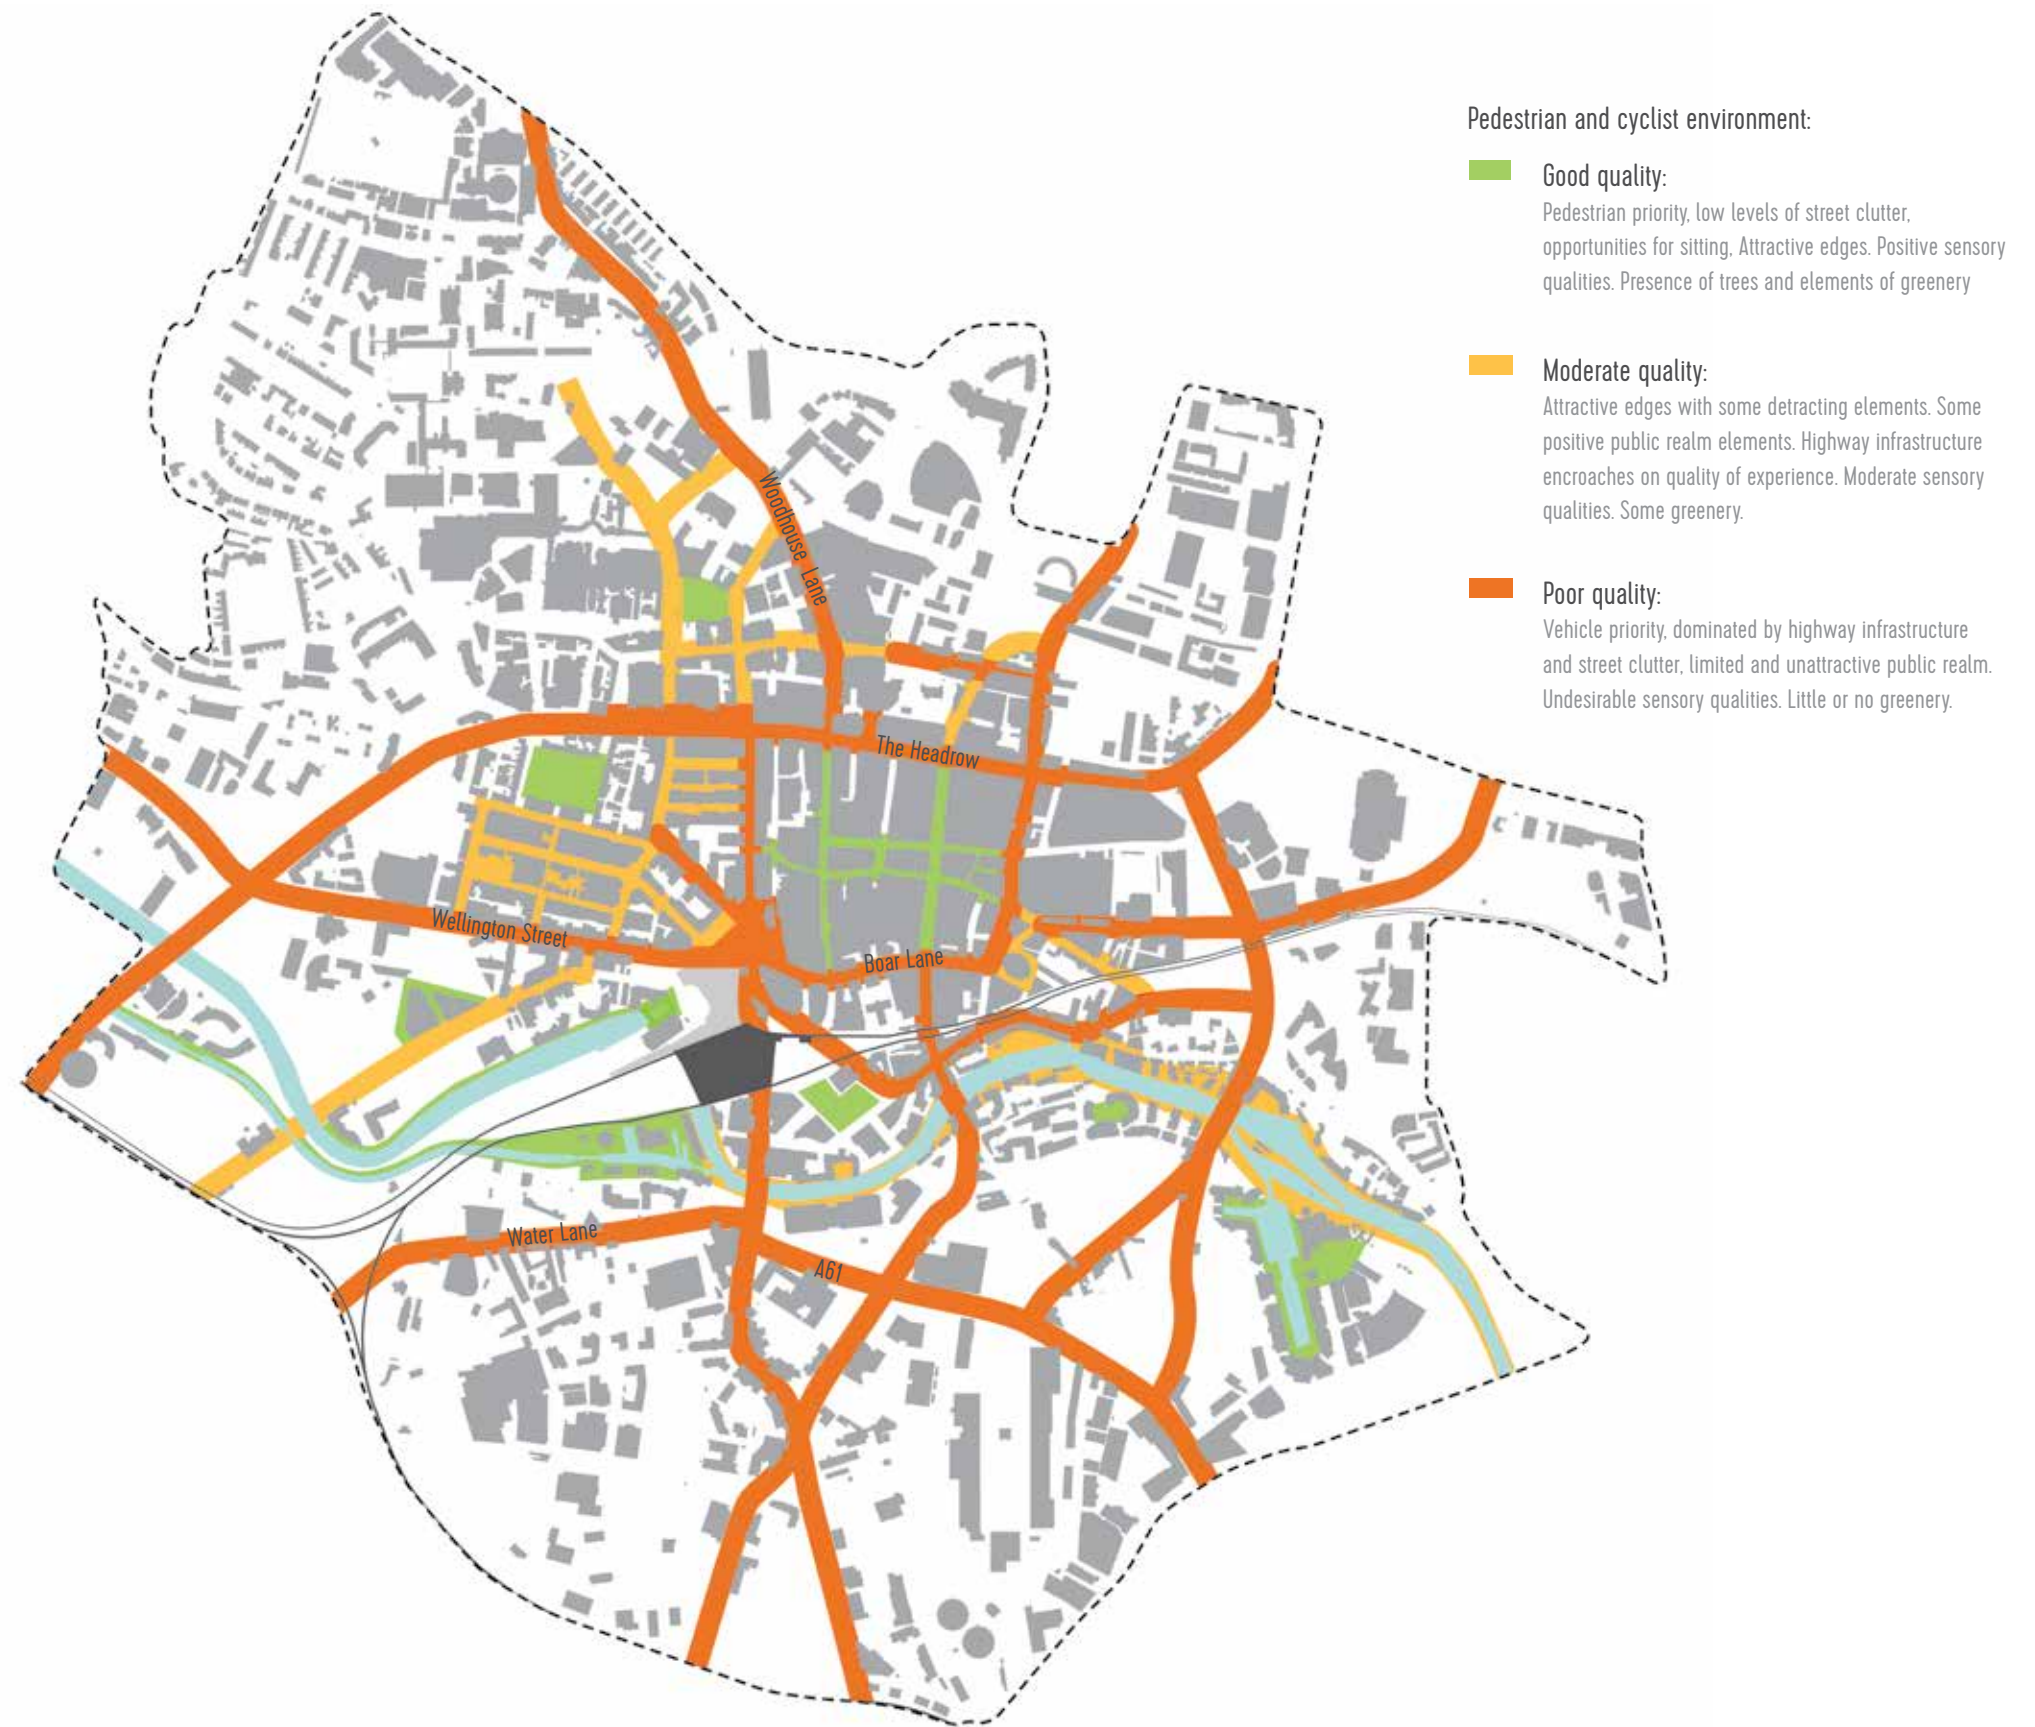 Pedestrian and cyclist environment:
Good quality:
Pedestrian priority, low levels of street clutter,
opportunities for sitting, Attractive edges. Positive sensory
qualities. Presence of trees and elements of greenery
Moderate quality:
Attractive edges with some detracting elements. Some
positive public realm elements. Highway infrastructure
encroaches on quality of experience. Moderate sensory
qualities. Some greenery.
Poor quality:
Vehicle priority, dominated by highway infrastructure
and street clutter, limited and unattractive public realm.
Undesirable sensory qualities. Little or no greenery.
Woodhouse Lane
The Headrow
Wellington Street
Boar Lane
Water Lane
A61